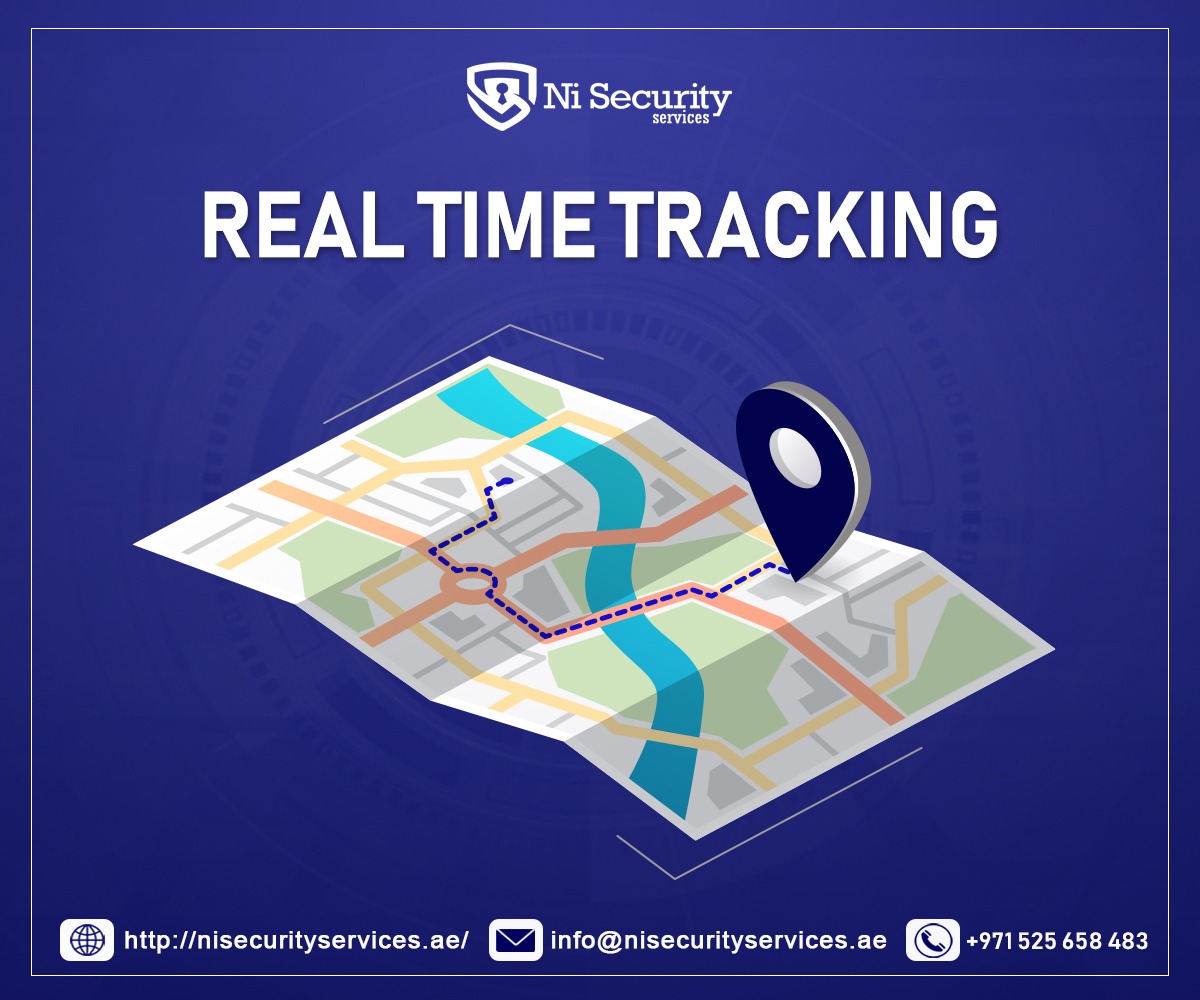 Ni Security
services
REAL TIME TRACKING
http://nisecurityservices.ae/ info@nisecurityservices.ae +971 525 658 483